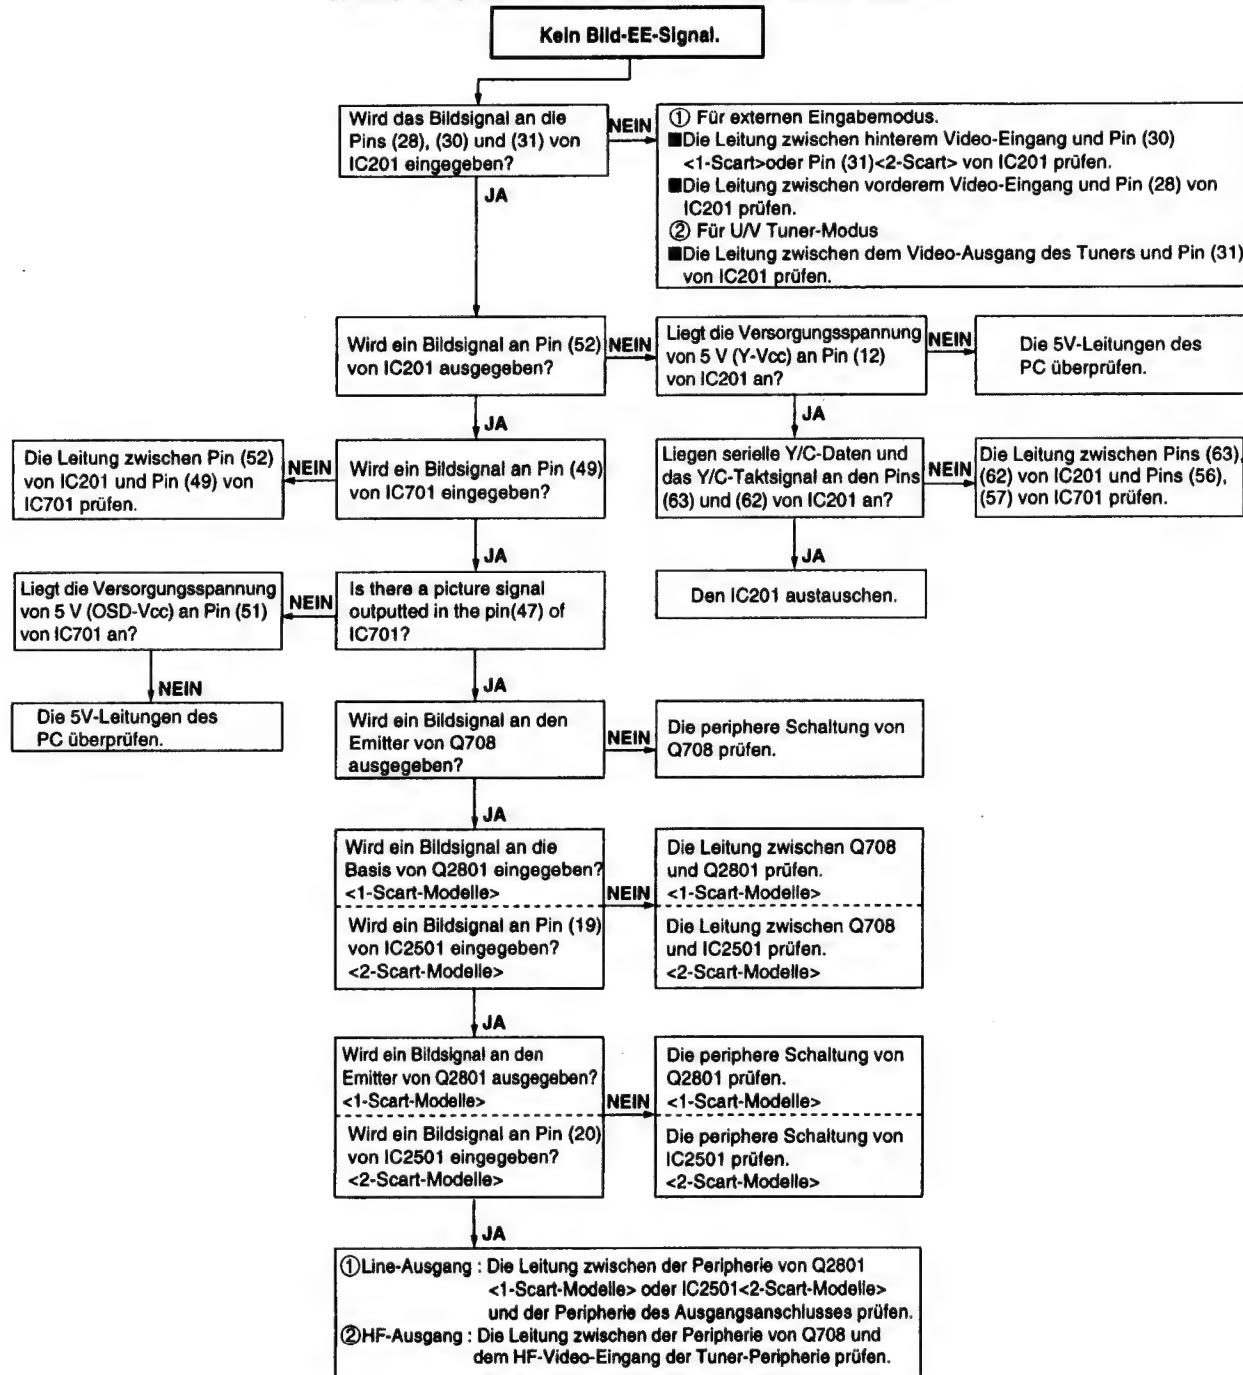 Kein Bild-EE-Signal.
Wird das Bildsignal an die
Pins (28), (30) und (31) von
IC201 eingegeben?
NEIN
① Für externen Eingabemodus.
■Die Leitung zwischen hinterem Video-Eingang und Pin (30)
<1-Scart>oder Pin (31)<2-Scart> von IC201 prüfen.
■Die Leitung zwischen vorderem Video-Eingang und Pin (28) von
IC201 prüfen.
② Für U/V Tuner-Modus
■Die Leitung zwischen dem Video-Ausgang des Tuners und Pin (31)
von IC201 prüfen.
JA
Wird ein Bildsignal an Pin (52)
von IC201 ausgegeben?
NEIN
Liegt die Versorgungsspannung
von 5 V (Y-Vcc) an Pin (12)
von IC201 an?
NEIN
Die 5V-Leitungen des
PC überprüfen.
JA
JA
Die Leitung zwischen Pin (52)
von IC201 und Pin (49) von
IC701 prüfen.
NEIN
Wird ein Bildsignal an Pin (49)
von IC701 eingegeben?
Liegen serielle Y/C-Daten und
das Y/C-Taktsignal an den Pins
(63) und (62) von IC201 an?
NEIN
Die Leitung zwischen Pins (63),
(62) von IC201 und Pins (56),
(57) von IC701 prüfen.
JA
JA
Liegt die Versorgungsspannung
von 5 V (OSD-Vcc) an Pin (51)
von IC701 an?
NEIN
Is there a picture signal
outputted in the pin(47) of
IC701?
Den IC201 austauschen.
NEIN
JA
Die 5V-Leitungen des
PC überprüfen.
Wird ein Bildsignal an den
Emitter von Q708
ausgegeben?
NEIN
Die periphere Schaltung von
Q708 prüfen.
JA
Wird ein Bildsignal an die
Basis von Q2801 eingegeben?
<1-Scart-Modelle>
Wird ein Bildsignal an Pin (19)
von IC2501 eingegeben?
<2-Scart-Modelle>
NEIN
Die Leitung zwischen Q708
und Q2801 prüfen.
<1-Scart-Modelle>
Die Leitung zwischen Q708
und IC2501 prüfen.
<2-Scart-Modelle>
JA
Wird ein Bildsignal an den
Emitter von Q2801 ausgegeben?
<1-Scart-Modelle>
Wird ein Bildsignal an Pin (20)
von IC2501 eingegeben?
<2-Scart-Modelle>
NEIN
Die periphere Schaltung von
Q2801 prüfen.
<1-Scart-Modelle>
Die periphere Schaltung von
IC2501 prüfen.
<2-Scart-Modelle>
JA
①Line-Ausgang : Die Leitung zwischen der Peripherie von Q2801
<1-Scart-Modelle> oder IC2501<2-Scart-Modelle>
und der Peripherie des Ausgangsanschlusses prüfen.
②HF-Ausgang : Die Leitung zwischen der Peripherie von Q708 und
dem HF-Video-Eingang der Tuner-Peripherie prüfen.